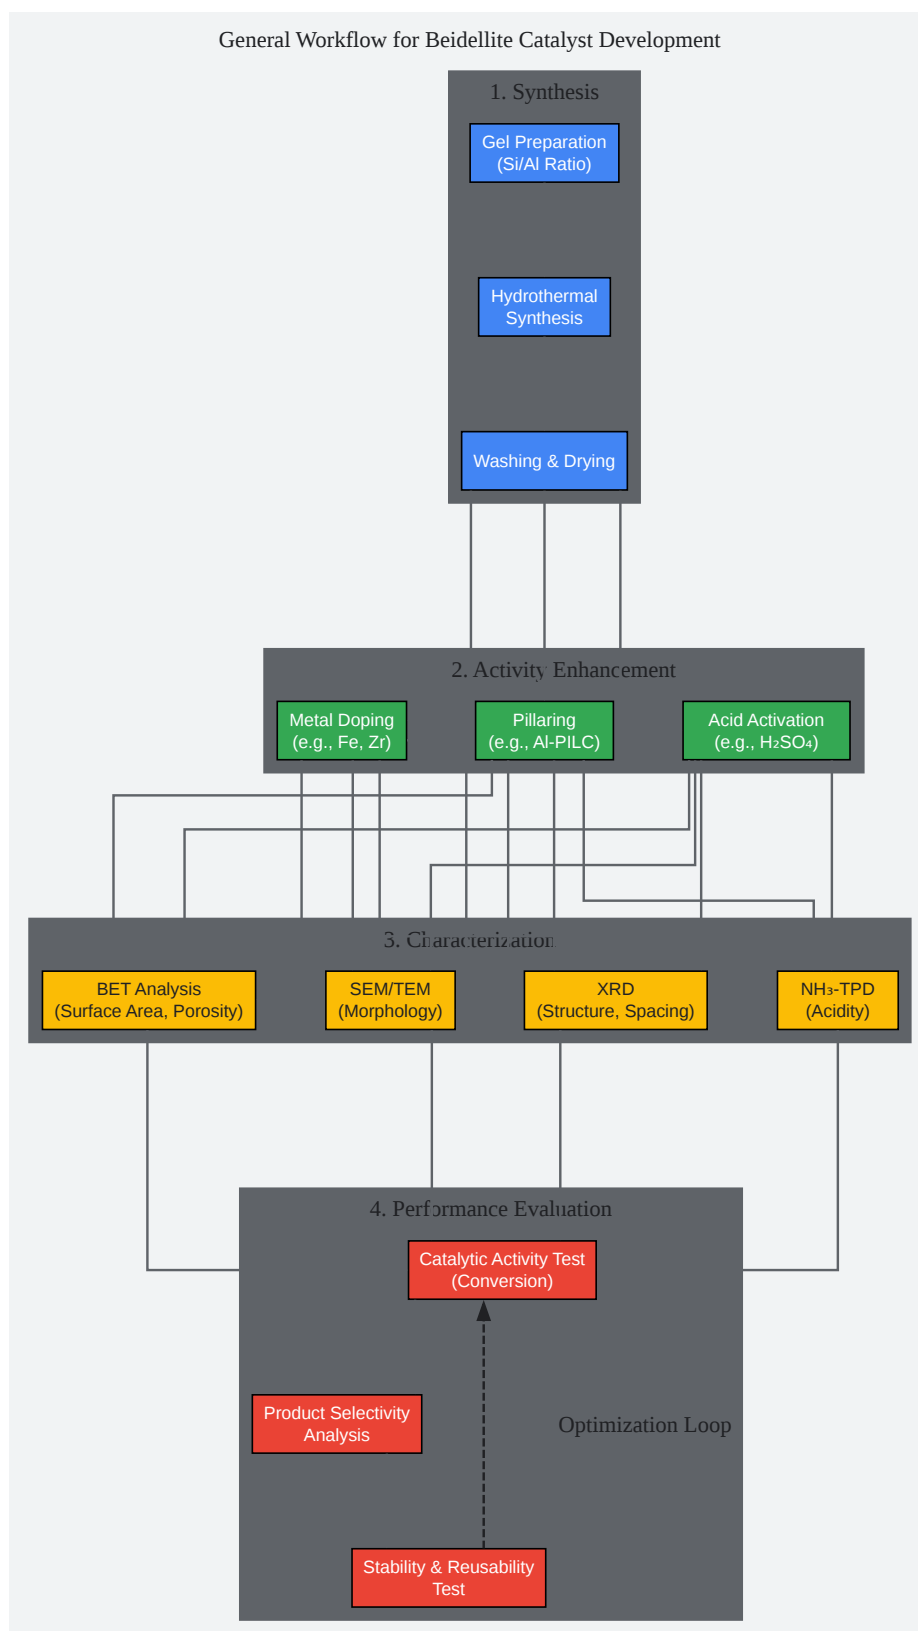 General Workflow for Beidellite Catalyst Development
1. Synthesis
Gel Preparation
(Si/Al Ratio)
Hydrothermal
Synthesis
Washing & Drying
2. Activity Enhancement
Metal Doping
(e.g., Fe, Zr)
Pillaring
(e.g., Al-PILC)
Acid Activation
(e.g., H₂SO₄)
3. Characterization
BET Analysis
(Surface Area, Porosity)
SEM/TEM
(Morphology)
XRD
(Structure, Spacing)
NH₃-TPD
(Acidity)
4. Performance Evaluation
Catalytic Activity Test
(Conversion)
Product Selectivity
Analysis
Optimization Loop
Stability & Reusability
Test